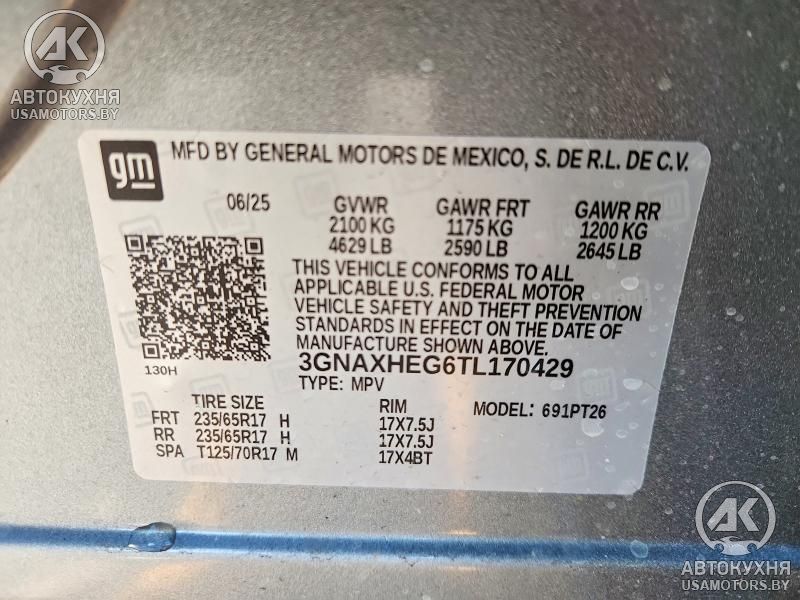 AK
АВТОКУХНЯ
USAMOTORS.BY
gm MFD BY GENERAL MOTORS DE MEXICO, S. DE R.L. DE C.V.
06/25 GVWR GAWR FRT GAWR RR
2100 KG 1175 KG 1200 KG
4629 LB 2590 LB 2645 LB
THIS VEHICLE CONFORMS TO ALL
APPLICABLE U.S. FEDERAL MOTOR
VEHICLE SAFETY AND THEFT PREVENTION
STANDARDS IN EFFECT ON THE DATE OF
MANUFACTURE SHOWN ABOVE.
130H 3GNAXHEG6TL170429
TYPE: MPV
TIRE SIZE RIM MODEL: 691PT26
FRT 235/65R17 H 17X7.5J
RR 235/65R17 H 17X7.5J
SPA T125/70R17 M 17X4BT
AK
АВТОКУХНЯ
USAMOTORS.BY